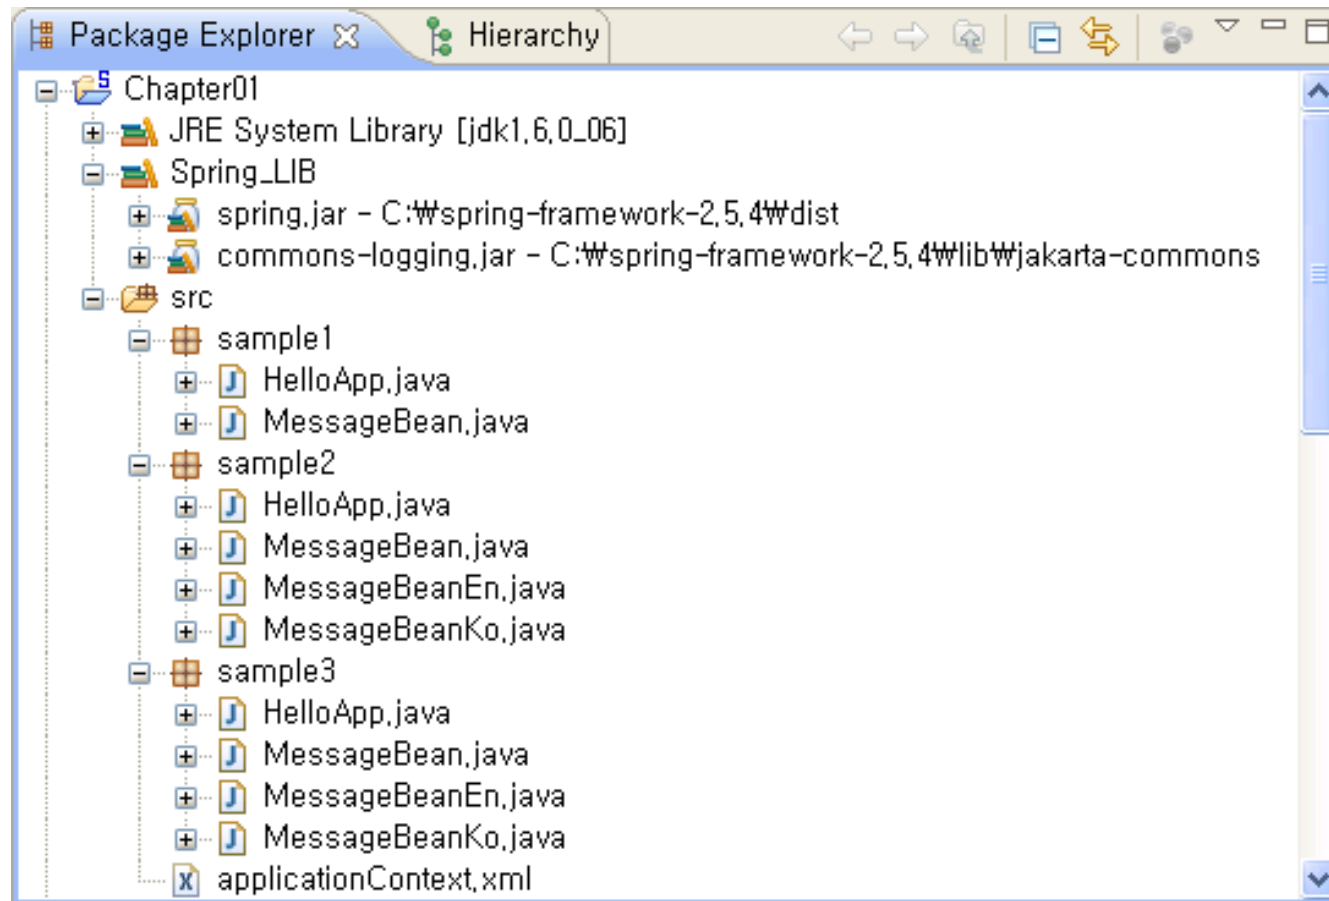 Package Explorer Hierarchy
Chapter01
JRE System Library [jdk1.6.0_06]
Spring_LIB
spring.jar - C:₩spring-framework-2.5.4₩dist
commons-logging.jar - C:₩spring-framework-2.5.4₩lib₩jakarta-commons
src
sample1
HelloApp.java
MessageBean.java
sample2
HelloApp.java
MessageBean.java
MessageBeanEn.java
MessageBeanKo.java
sample3
HelloApp.java
MessageBean.java
MessageBeanEn.java
MessageBeanKo.java
applicationContext.xml